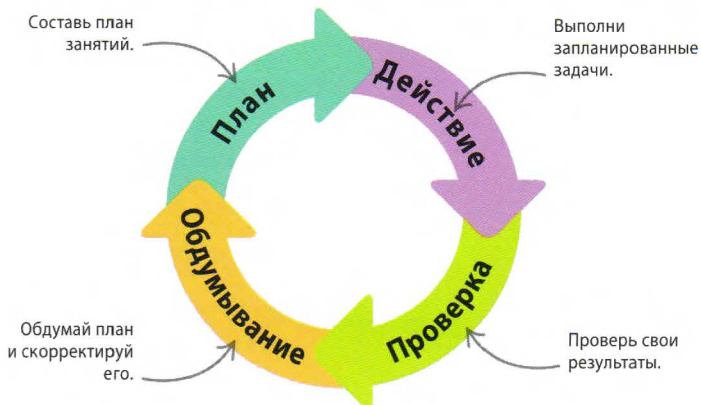 Составь план
занятий.
План
Действие
Выполни
запланированные
задачи.
Проверка
Проверь свои
результаты.
Обдумывание
Обдумай план
и скорректируй
его.